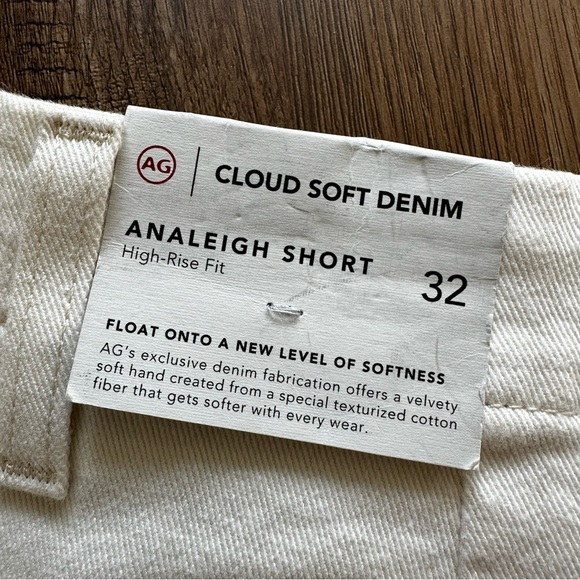 AG | CLOUD SOFT DENIM
ANALEIGH SHORT
High-Rise Fit
32
FLOAT ONTO A NEW LEVEL OF SOFTNESS
AG's exclusive denim fabrication offers a velvety
soft hand created from a special texturized cotton
fiber that gets softer with every wear.